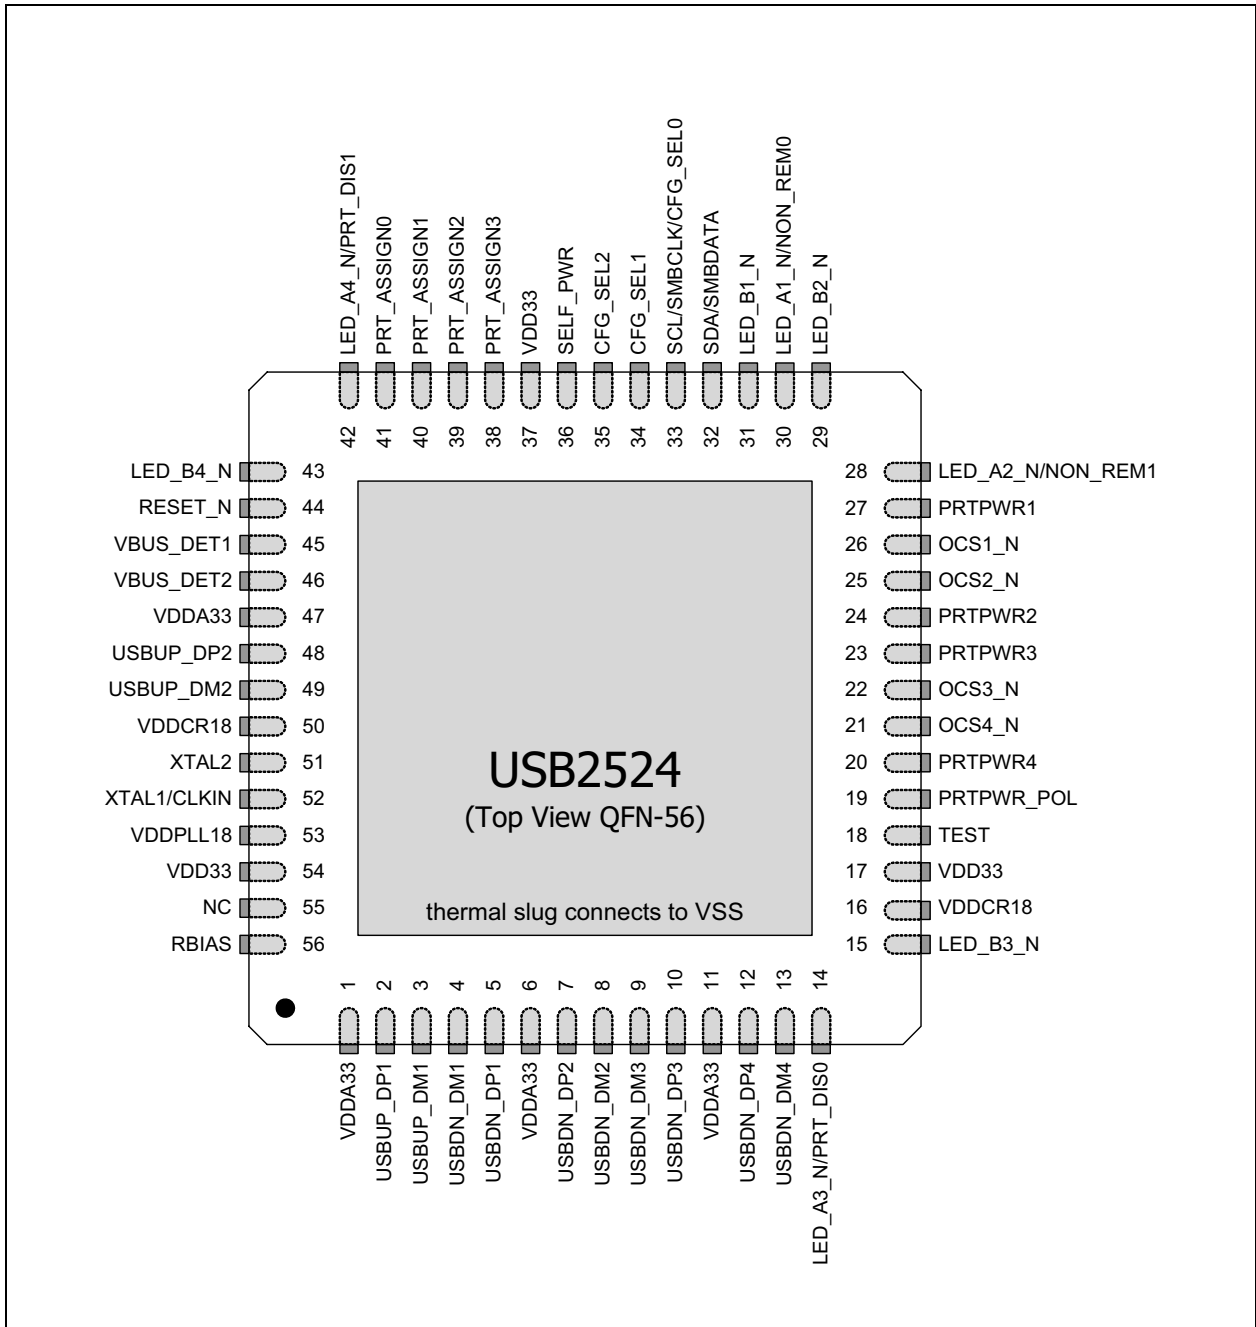 LED_A4_N/PRT_DIS1
PRT_ASSIGN0
PRT_ASSIGN1
PRT_ASSIGN2
PRT_ASSIGN3
VDD33
SELF_PWR
CFG_SEL2
CFG_SEL1
SCL/SMBCLK/CFG_SEL0
SDA/SMBDATA
LED_B1_N
LED_A1_N/NON_REM0
LED_B2_N
42 41 40 39 38 37 36 35 34 33 32 31 30 29
LED_B4_N 43
RESET_N 44
VBUS_DET1 45
VBUS_DET2 46
VDDA33 47
USBUP_DP2 48
USBUP_DM2 49
VDDCR18 50
XTAL2 51
XTAL1/CLKIN 52
VDDPLL18 53
VDD33 54
NC 55
RBIAS 56
28 LED_A2_N/NON_REM1
27 PRTPWR1
26 OCS1_N
25 OCS2_N
24 PRTPWR2
23 PRTPWR3
22 OCS3_N
21 OCS4_N
20 PRTPWR4
19 PRTPWR_POL
18 TEST
17 VDD33
16 VDDCR18
15 LED_B3_N
USB2524
(Top View QFN-56)
thermal slug connects to VSS
1 2 3 4 5 6 7 8 9 10 11 12 13 14
VDDA33
USBUP_DP1
USBUP_DM1
USBDN_DM1
USBDN_DP1
VDDA33
USBDN_DP2
USBDN_DM2
USBDN_DM3
USBDN_DP3
VDDA33
USBDN_DP4
USBDN_DM4
LED_A3_N/PRT_DIS0